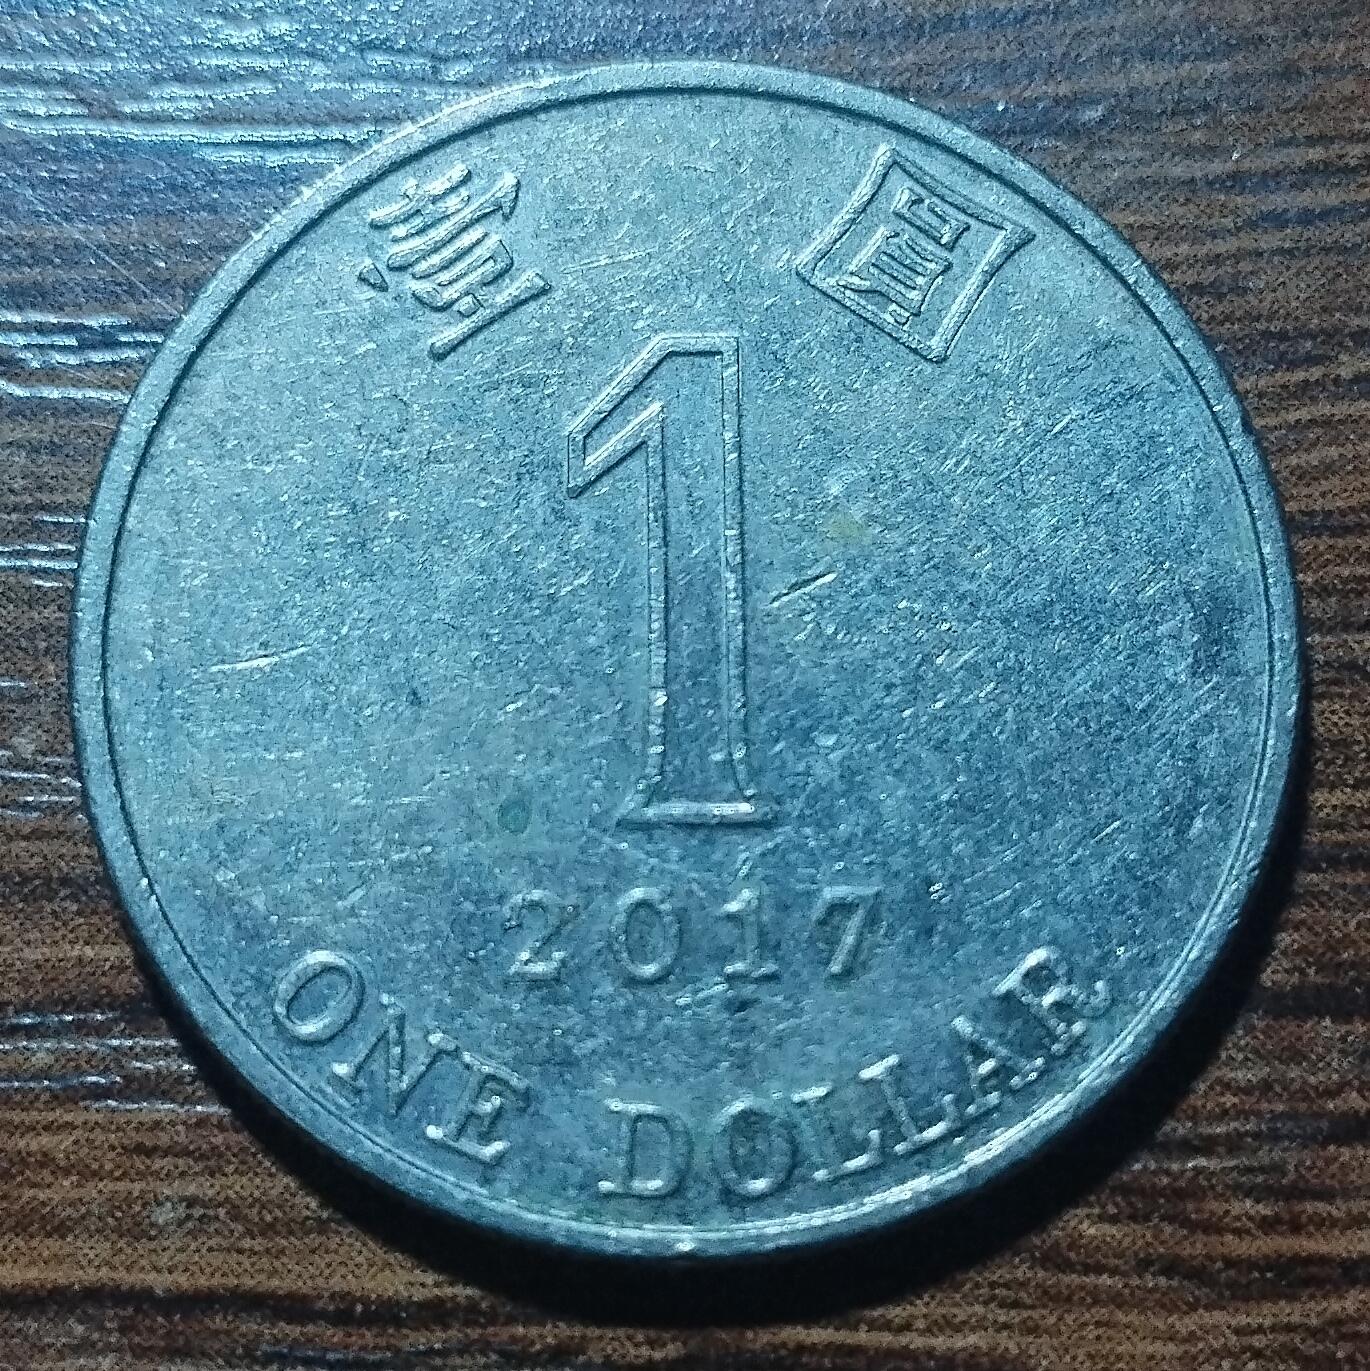 壹 圓
1
2017
ONE DOLLAR